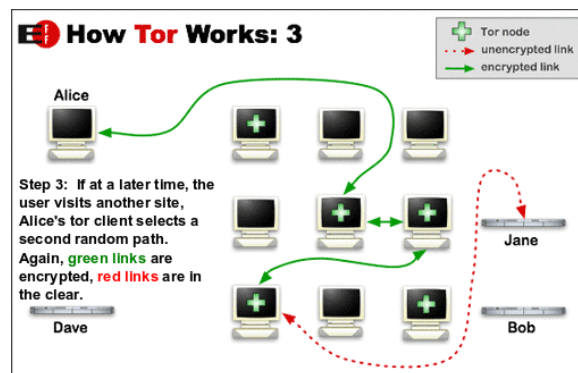 EFF How Tor Works: 3
Tor node
unencrypted link
encrypted link
Alice
Step 3: If at a later time, the
user visits another site,
Alice's tor client selects a
second random path.
Again, green links are
encrypted, red links are in
the clear.
Jane
Dave
Bob